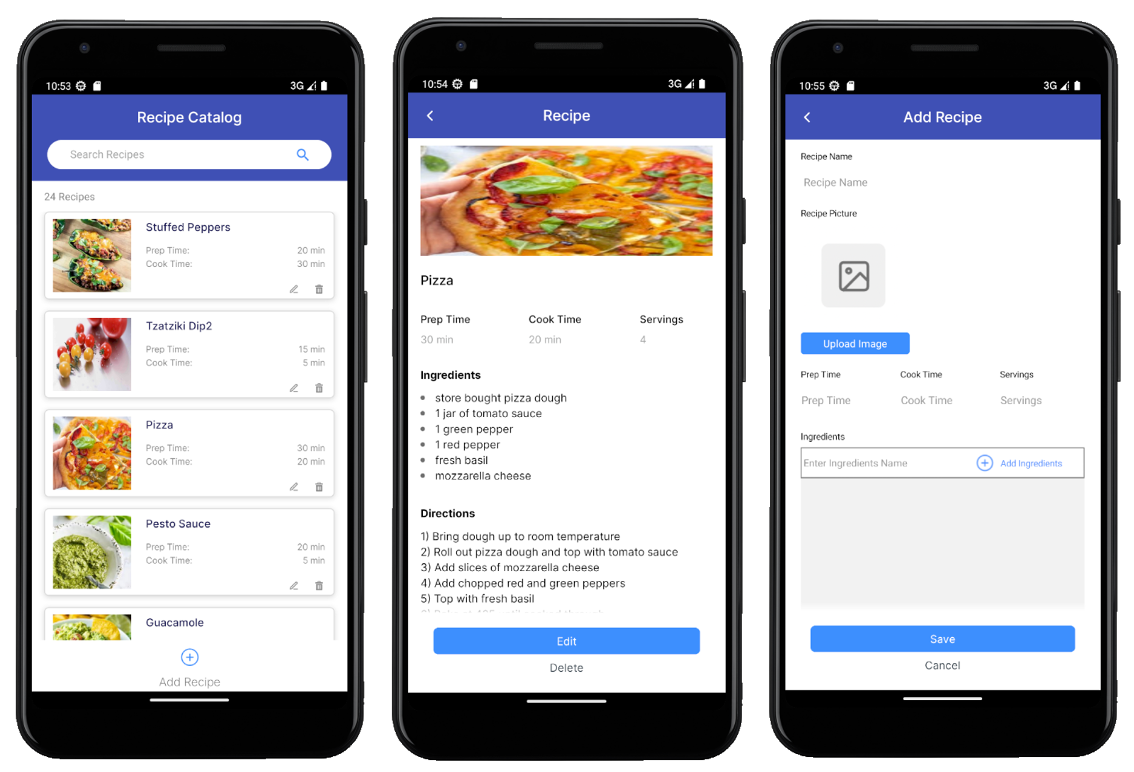 10:53
3G
Recipe Catalog
Search Recipes
24 Recipes
Stuffed Peppers
Prep Time: 20 min
Cook Time: 30 min
Tzatziki Dip2
Prep Time: 15 min
Cook Time: 5 min
Pizza
Prep Time: 30 min
Cook Time: 20 min
Pesto Sauce
Prep Time: 20 min
Cook Time: 5 min
Guacamole
Add Recipe
10:54
3G
Recipe
Pizza
Prep Time Cook Time Servings
30 min 20 min 4
Ingredients
store bought pizza dough
1 jar of tomato sauce
1 green pepper
1 red pepper
fresh basil
mozzarella cheese
Directions
1) Bring dough up to room temperature
2) Roll out pizza dough and top with tomato sauce
3) Add slices of mozzarella cheese
4) Add chopped red and green peppers
5) Top with fresh basil
Edit
Delete
10:55
3G
Add Recipe
Recipe Name
Recipe Name
Recipe Picture
Upload Image
Prep Time Cook Time Servings
Prep Time Cook Time Servings
Ingredients
Enter Ingredients Name Add Ingredients
Save
Cancel